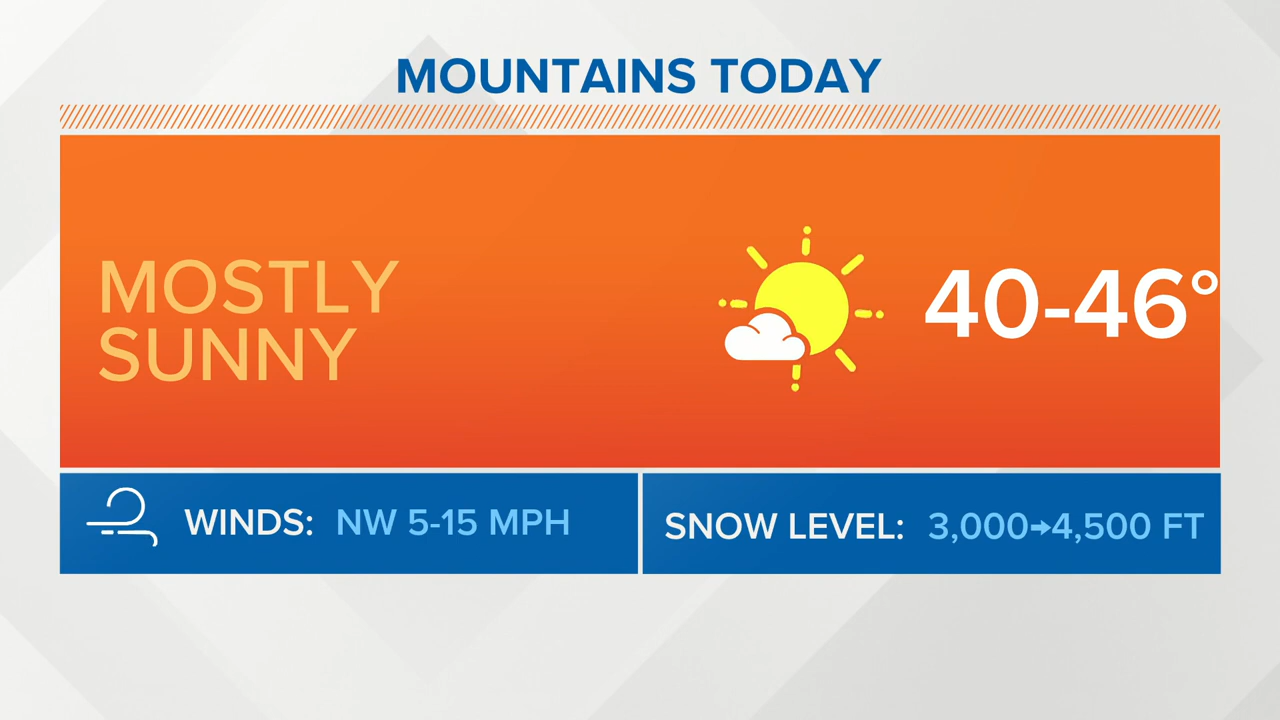 MOUNTAINS TODAY
MOSTLY
SUNNY
40-46°
WINDS: NW 5-15 MPH
SNOW LEVEL: 3,000➔4,500 FT